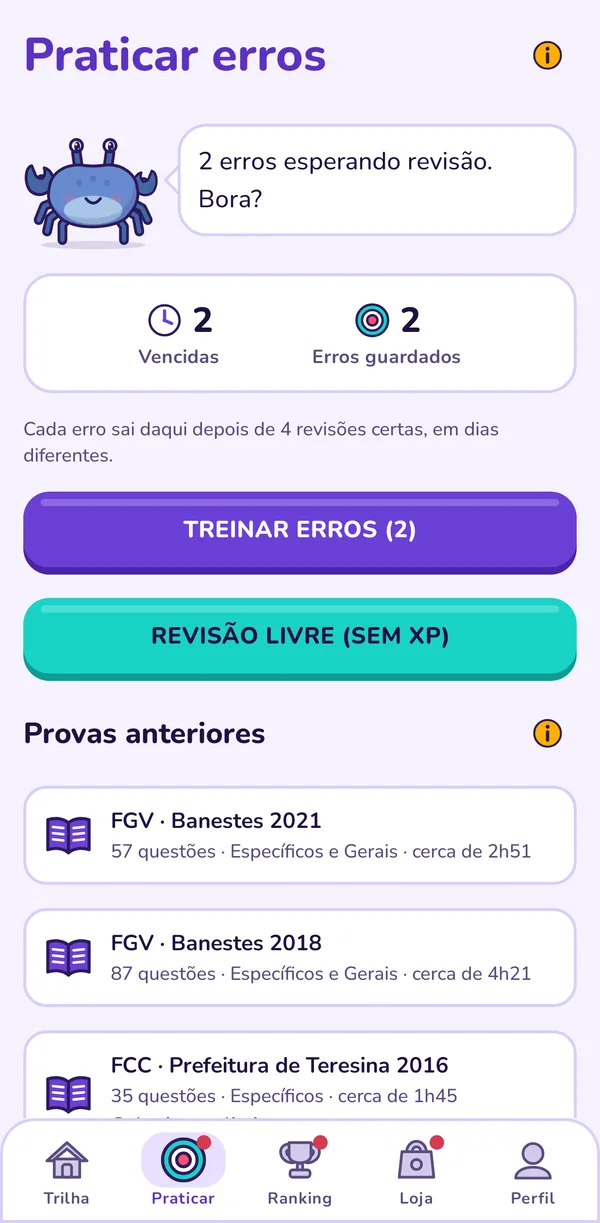 Praticar erros
2 erros esperando revisão.
Bora?
2
Vencidas
2
Erros guardados
Cada erro sai daqui depois de 4 revisões certas, em dias
diferentes.
TREINAR ERROS (2)
REVISÃO LIVRE (SEM XP)
Provas anteriores
FGV · Banestes 2021
57 questões · Específicos e Gerais · cerca de 2h51
FGV · Banestes 2018
87 questões · Específicos e Gerais · cerca de 4h21
FCC · Prefeitura de Teresina 2016
35 questões · Específicos · cerca de 1h45
Trilha
Praticar
Ranking
Loja
Perfil